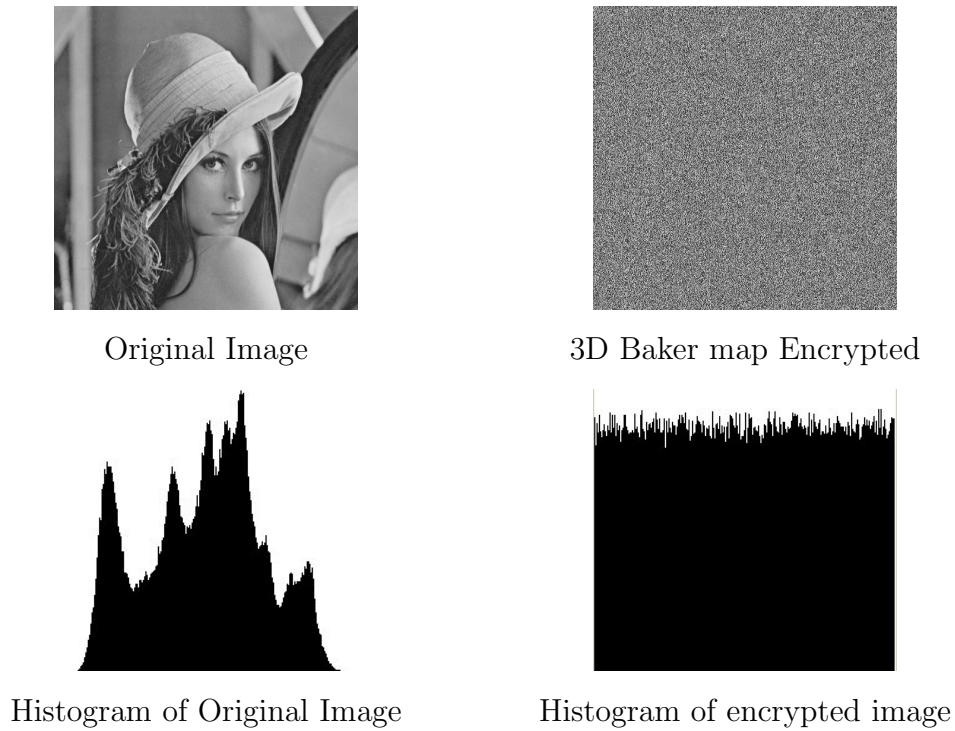 Original Image
3D Baker map Encrypted
Histogram of Original Image
Histogram of encrypted image